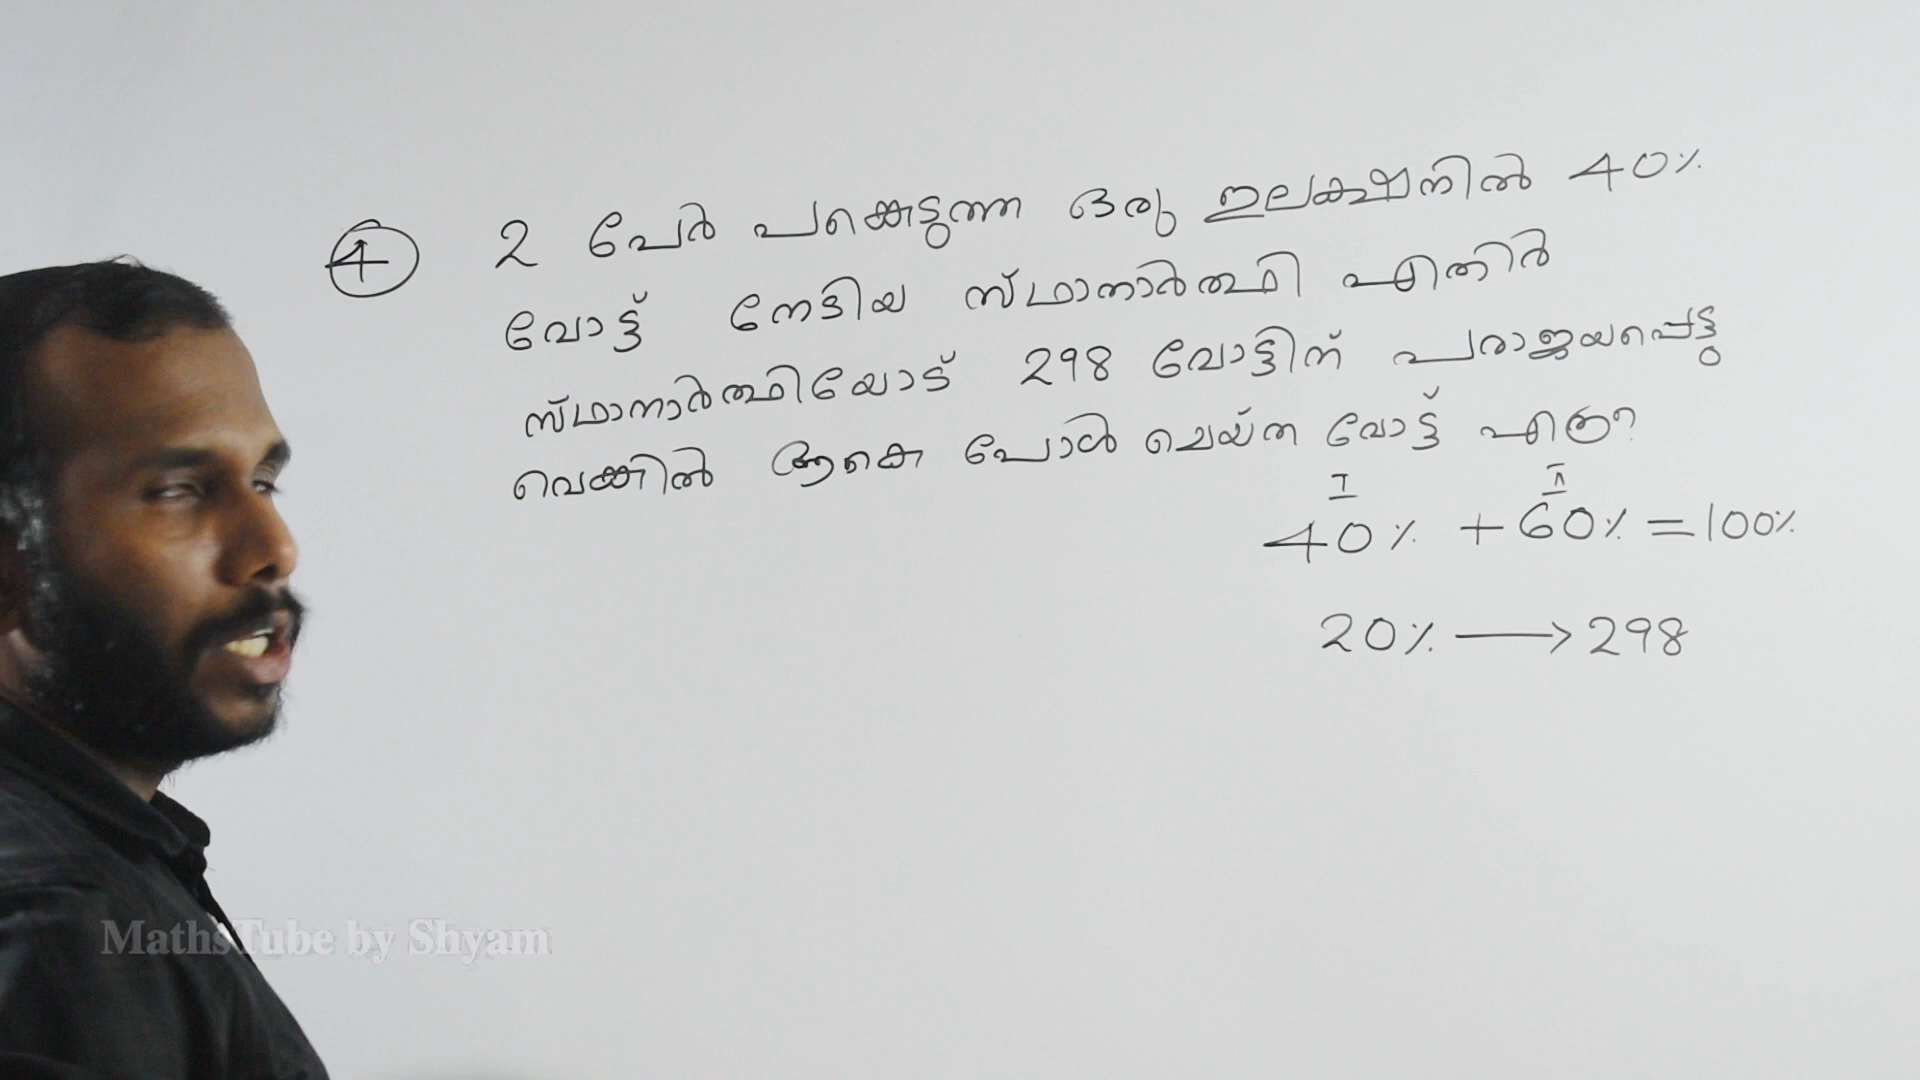 ④ 2 പേർ പങ്കെടുത്ത ഒരു ഇലക്ഷനിൽ 40%
വോട്ട് നേടിയ സ്ഥാനാർത്ഥി എതിർ
സ്ഥാനാർത്ഥിയോട് 298 വോട്ടിന് പരാജയപ്പെട്ടു
വെങ്കിൽ ആകെ പോൾ ചെയ്ത വോട്ട് എത്ര?
I II
40% + 60% = 100%
20% → 298
MathsTube by Shyam